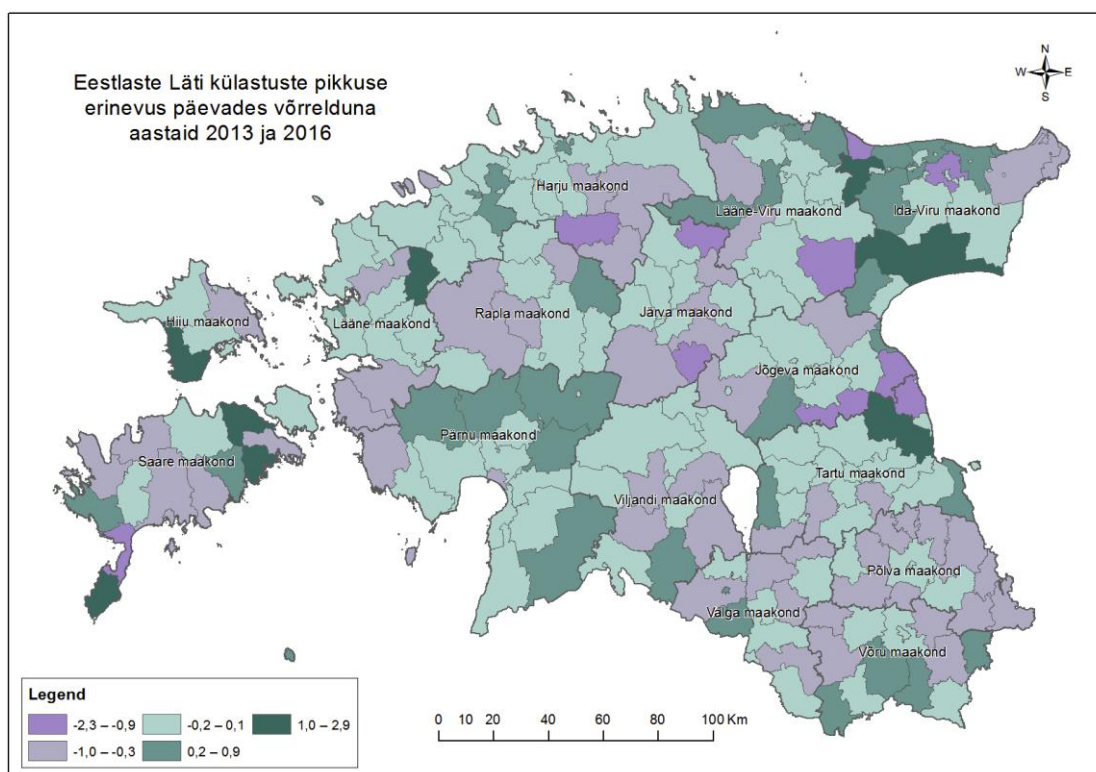 Eestlaste Läti külastuste pikkuse
erinevus päevades võrrelduna
aastaid 2013 ja 2016
N
W E
S
Harju maakond
Lääne-Viru maakond
Ida-Viru maakond
Hiiu maakond
Lääne maakond
Rapla maakond
Järva maakond
Jõgeva maakond
Pärnu maakond
Saare maakond
Tartu maakond
Viljandi maakond
Põlva maakond
Valga maakond
Võru maakond
Legend
-2,3 – -0,9
-0,2 – 0,1
1,0 – 2,9
-1,0 – -0,3
0,2 – 0,9
0 10 20 40 60 80 100 Km